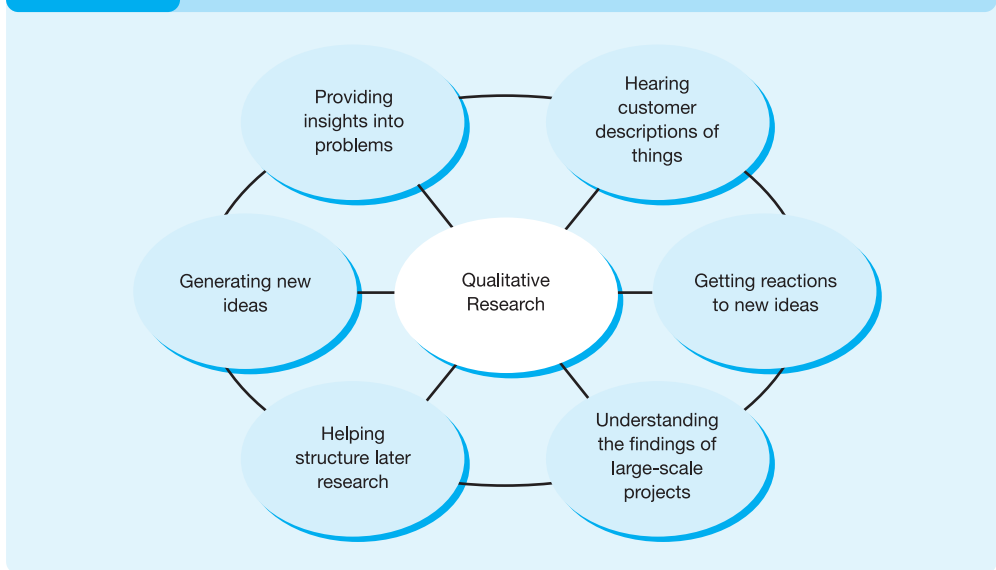 Providing
insights into
problems
Hearing
customer
descriptions of
things
Generating new
ideas
Qualitative
Research
Getting reactions
to new ideas
Helping
structure later
research
Understanding
the findings of
large-scale
projects